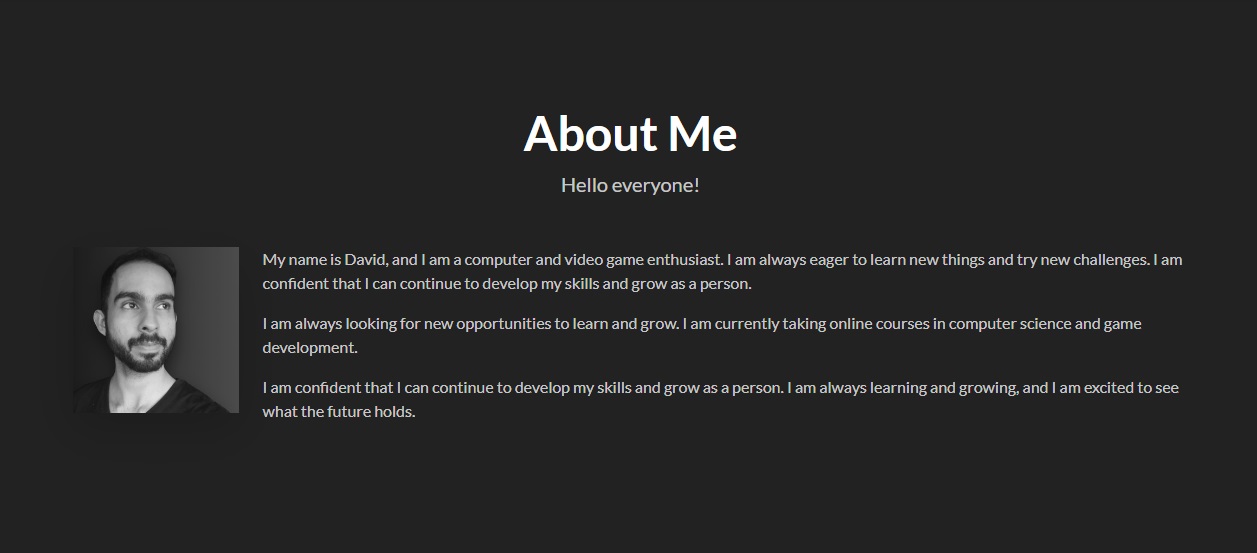 About Me
Hello everyone!
My name is David, and I am a computer and video game enthusiast. I am always eager to learn new things and try new challenges. I am
confident that I can continue to develop my skills and grow as a person.
I am always looking for new opportunities to learn and grow. I am currently taking online courses in computer science and game
development.
I am confident that I can continue to develop my skills and grow as a person. I am always learning and growing, and I am excited to see
what the future holds.